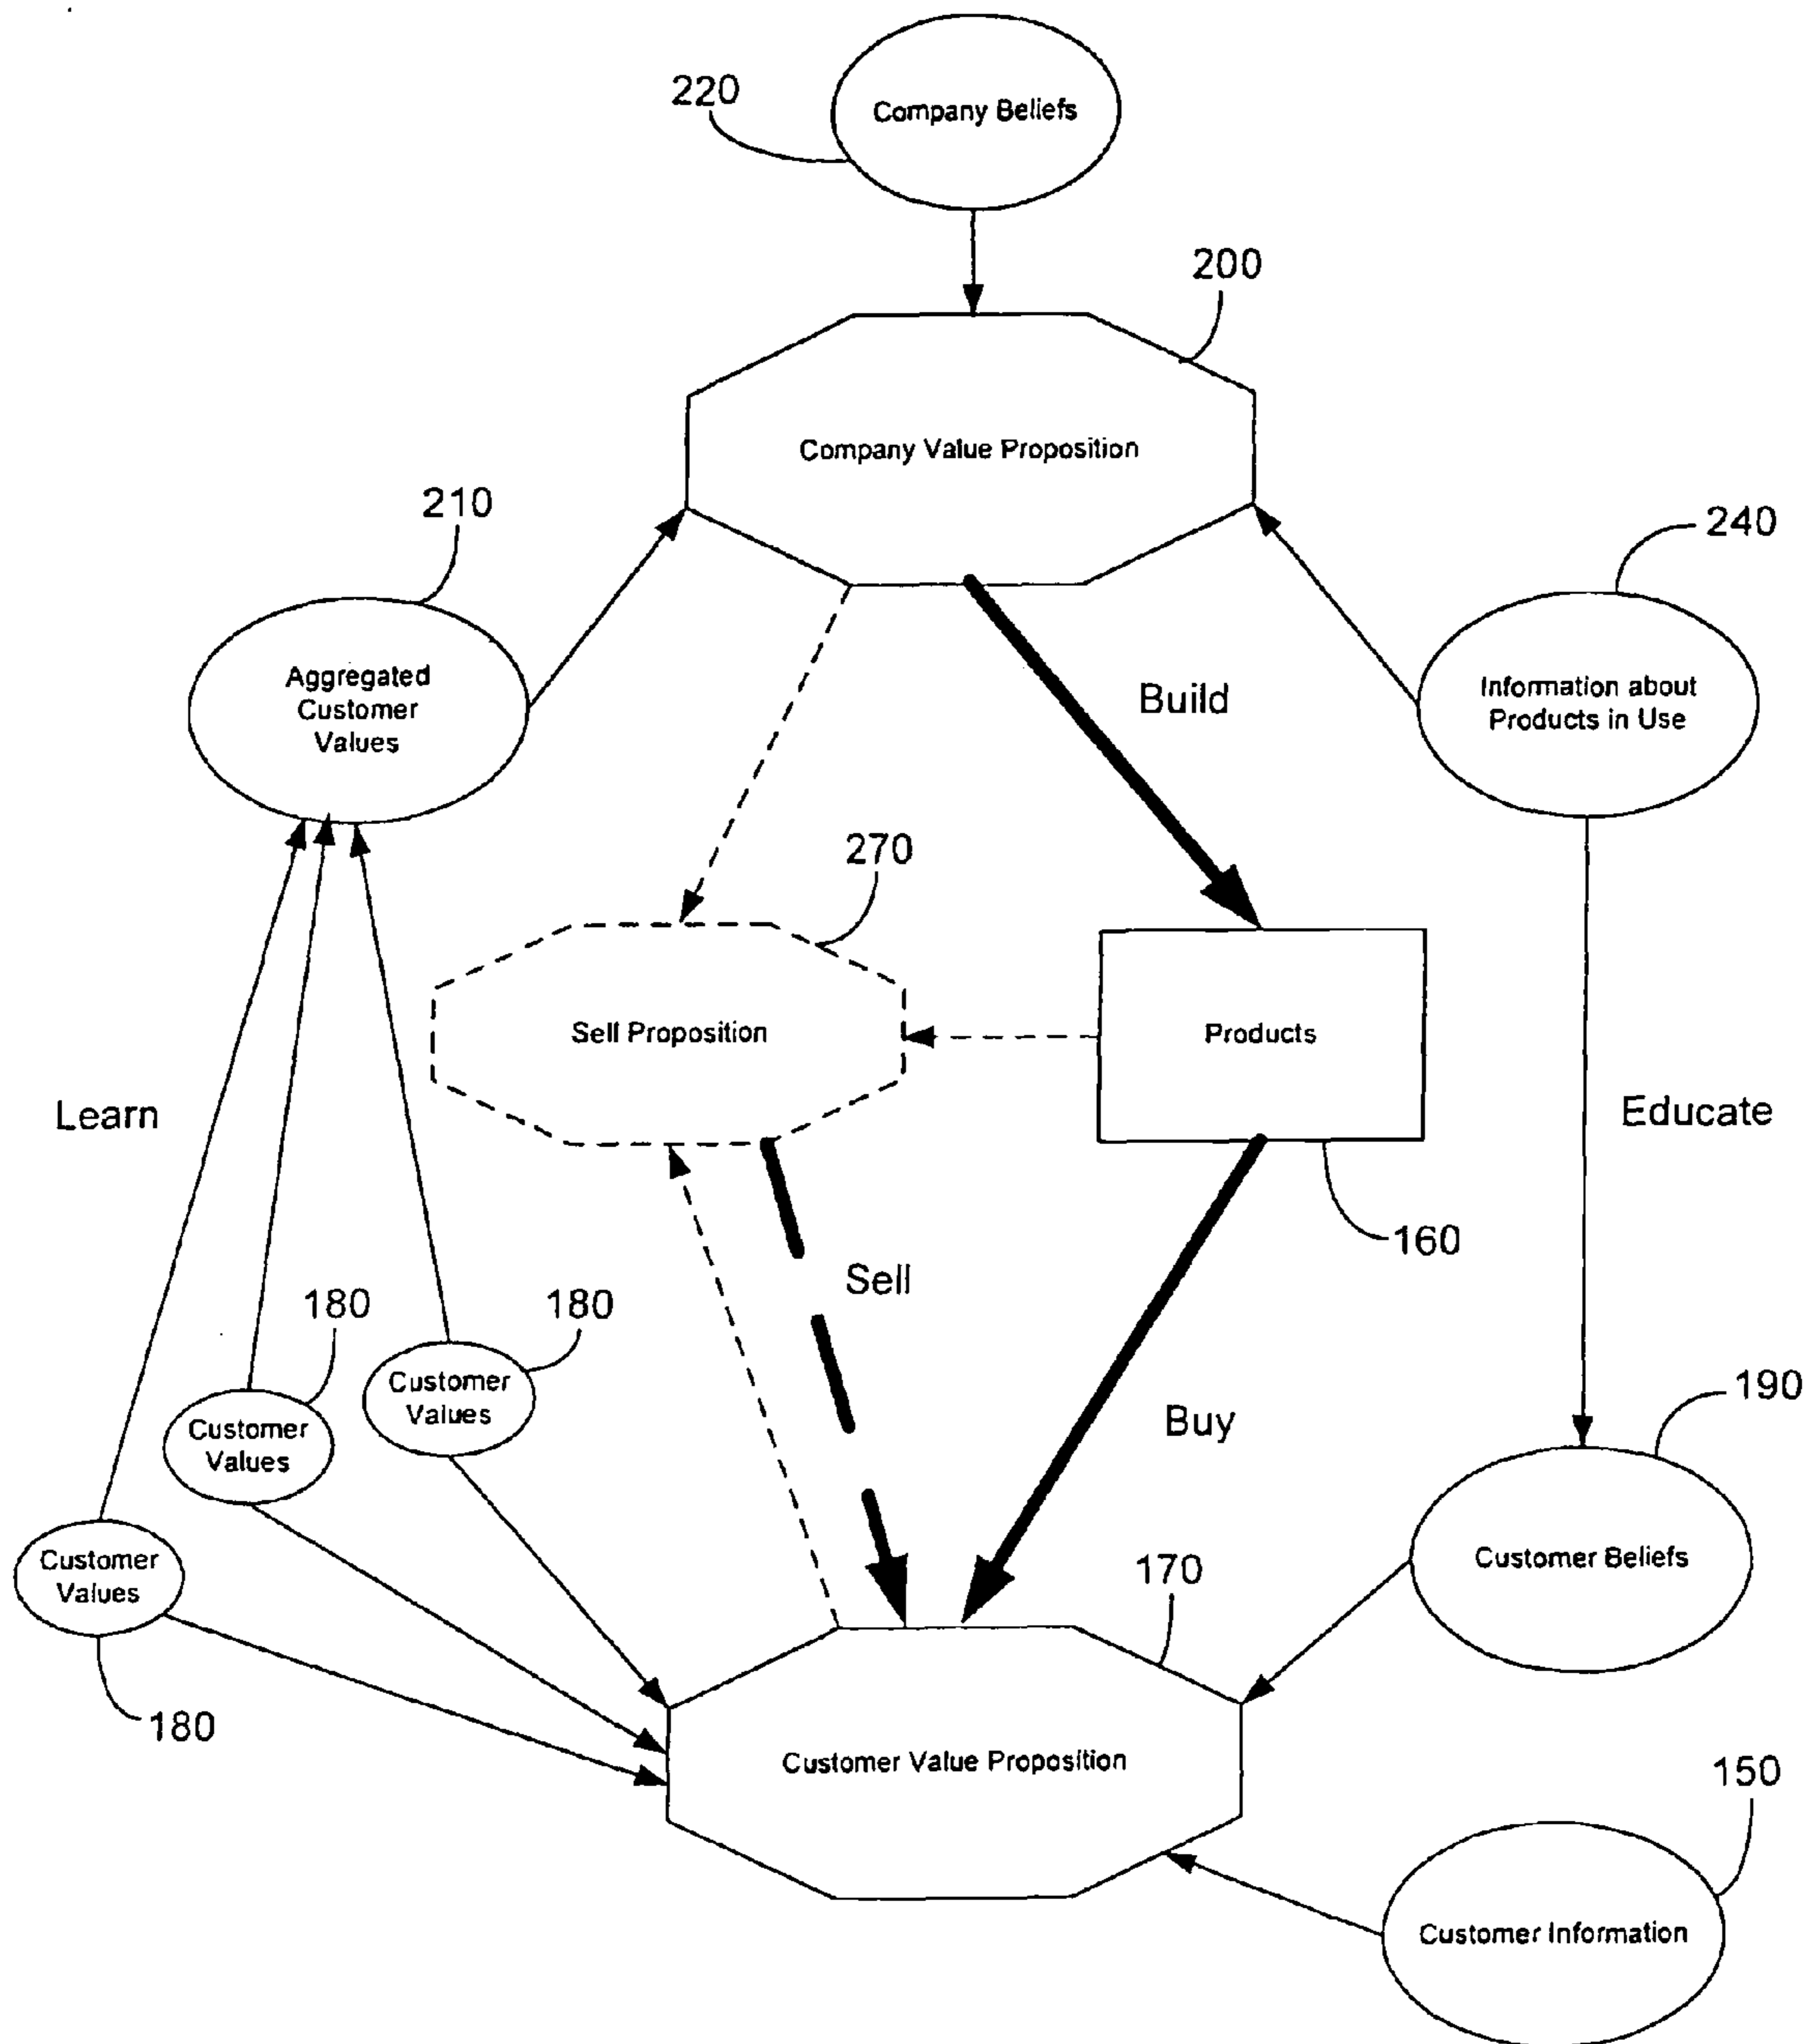 220
Company Beliefs
200
Company Value Proposition
210
240
Aggregated
Customer
Values
Build
Information about
Products in Use
270
Sell Proposition
Products
Learn
Educate
160
Sell
180
180
Customer
Values
190
Buy
Customer
Values
Customer
Values
170
Customer Beliefs
180
Customer Value Proposition
150
Customer Information